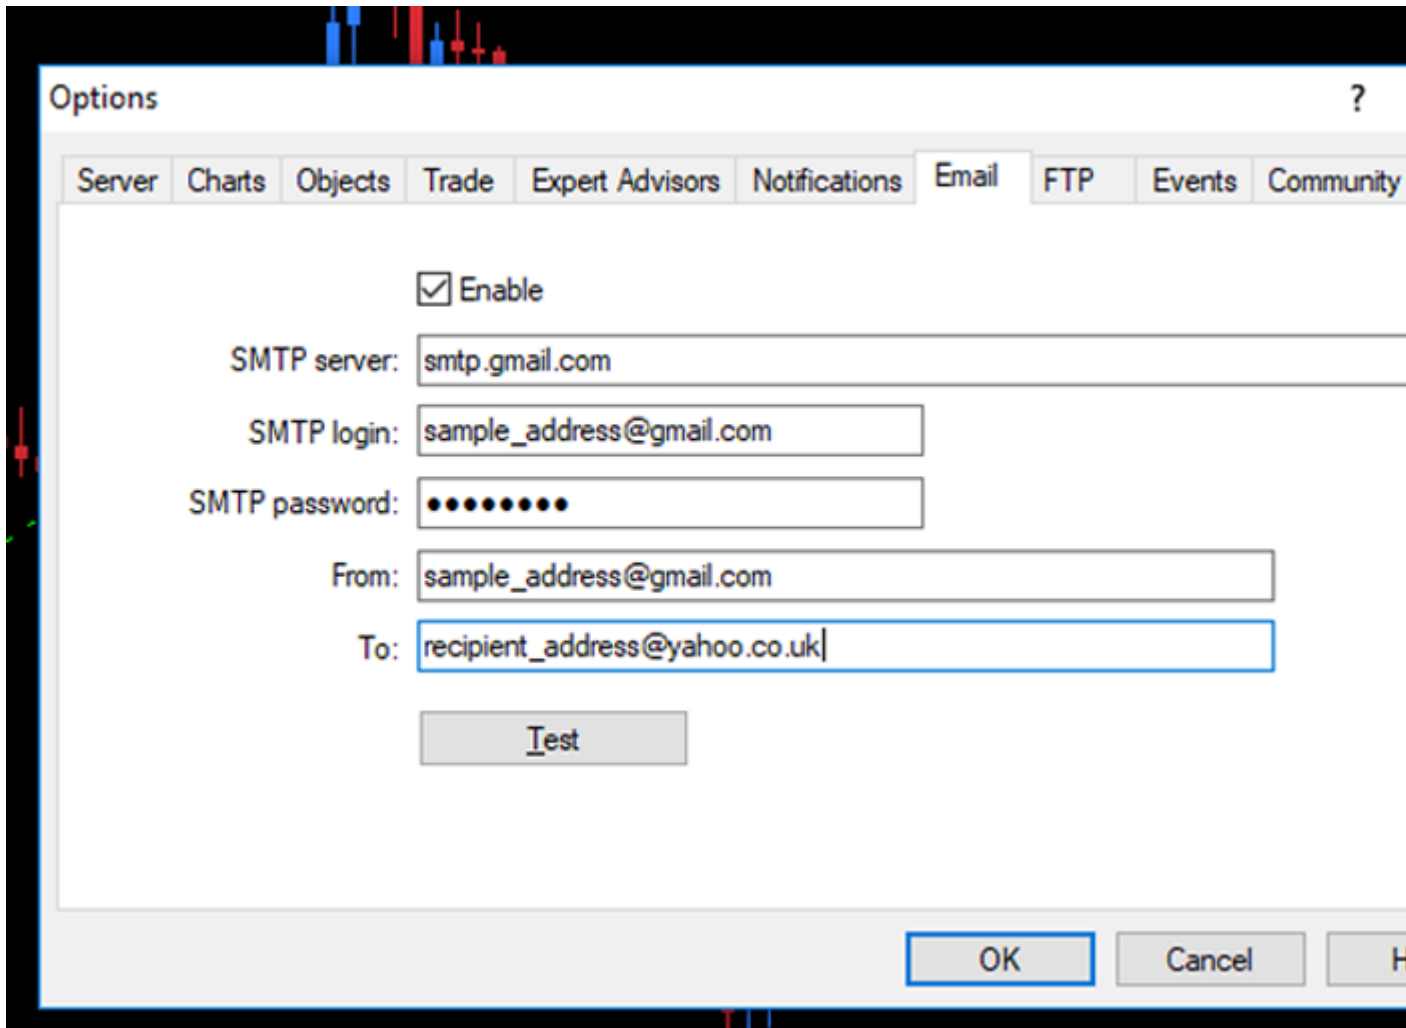 Options ?
Server Charts Objects Trade Expert Advisors Notifications Email FTP Events Community
Enable
SMTP server: smtp.gmail.com
SMTP login: sample_address@gmail.com
SMTP password: ●●●●●●●●
From: sample_address@gmail.com
To: recipient_address@yahoo.co.uk
Test
OK Cancel